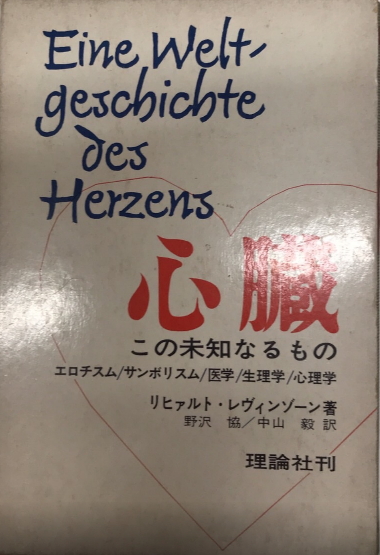 Eine Welt-
geschichte
des
Herzens
心臓
この未知なるもの
エロチスム/サンボリスム/医学/生理学/心理学
リヒァルト・レヴィンゾーン著
野沢 協/中山 毅 訳
理論社刊